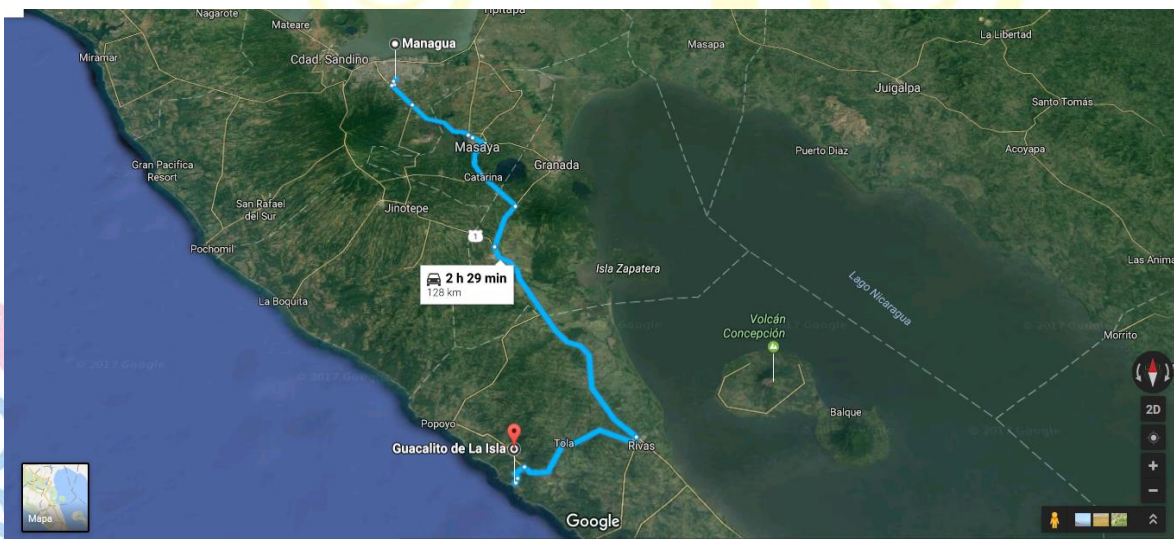 Nagarote
Tipitapa
Mateare
Managua
Masapa
La Libertad
Miramar
Cdad. Sandino
Juigalpa
Santo Tomás
Masaya
Puerto Diaz
Acoyapa
Gran Pacifica
Resort
Granada
Catarina
San Rafael
del Sur
Jinotepe
1
Pochomil
Las Anima
Isla Zapatera
2 h 29 min
128 km
Lago Nicaragua
La Boquita
Volcán
Concepción
Morrito
© 2017 Google
© 2017 Google
2D
Popoyo
Balque
Guacalito de La Isla
Tola
Rivas
Mapa
Google